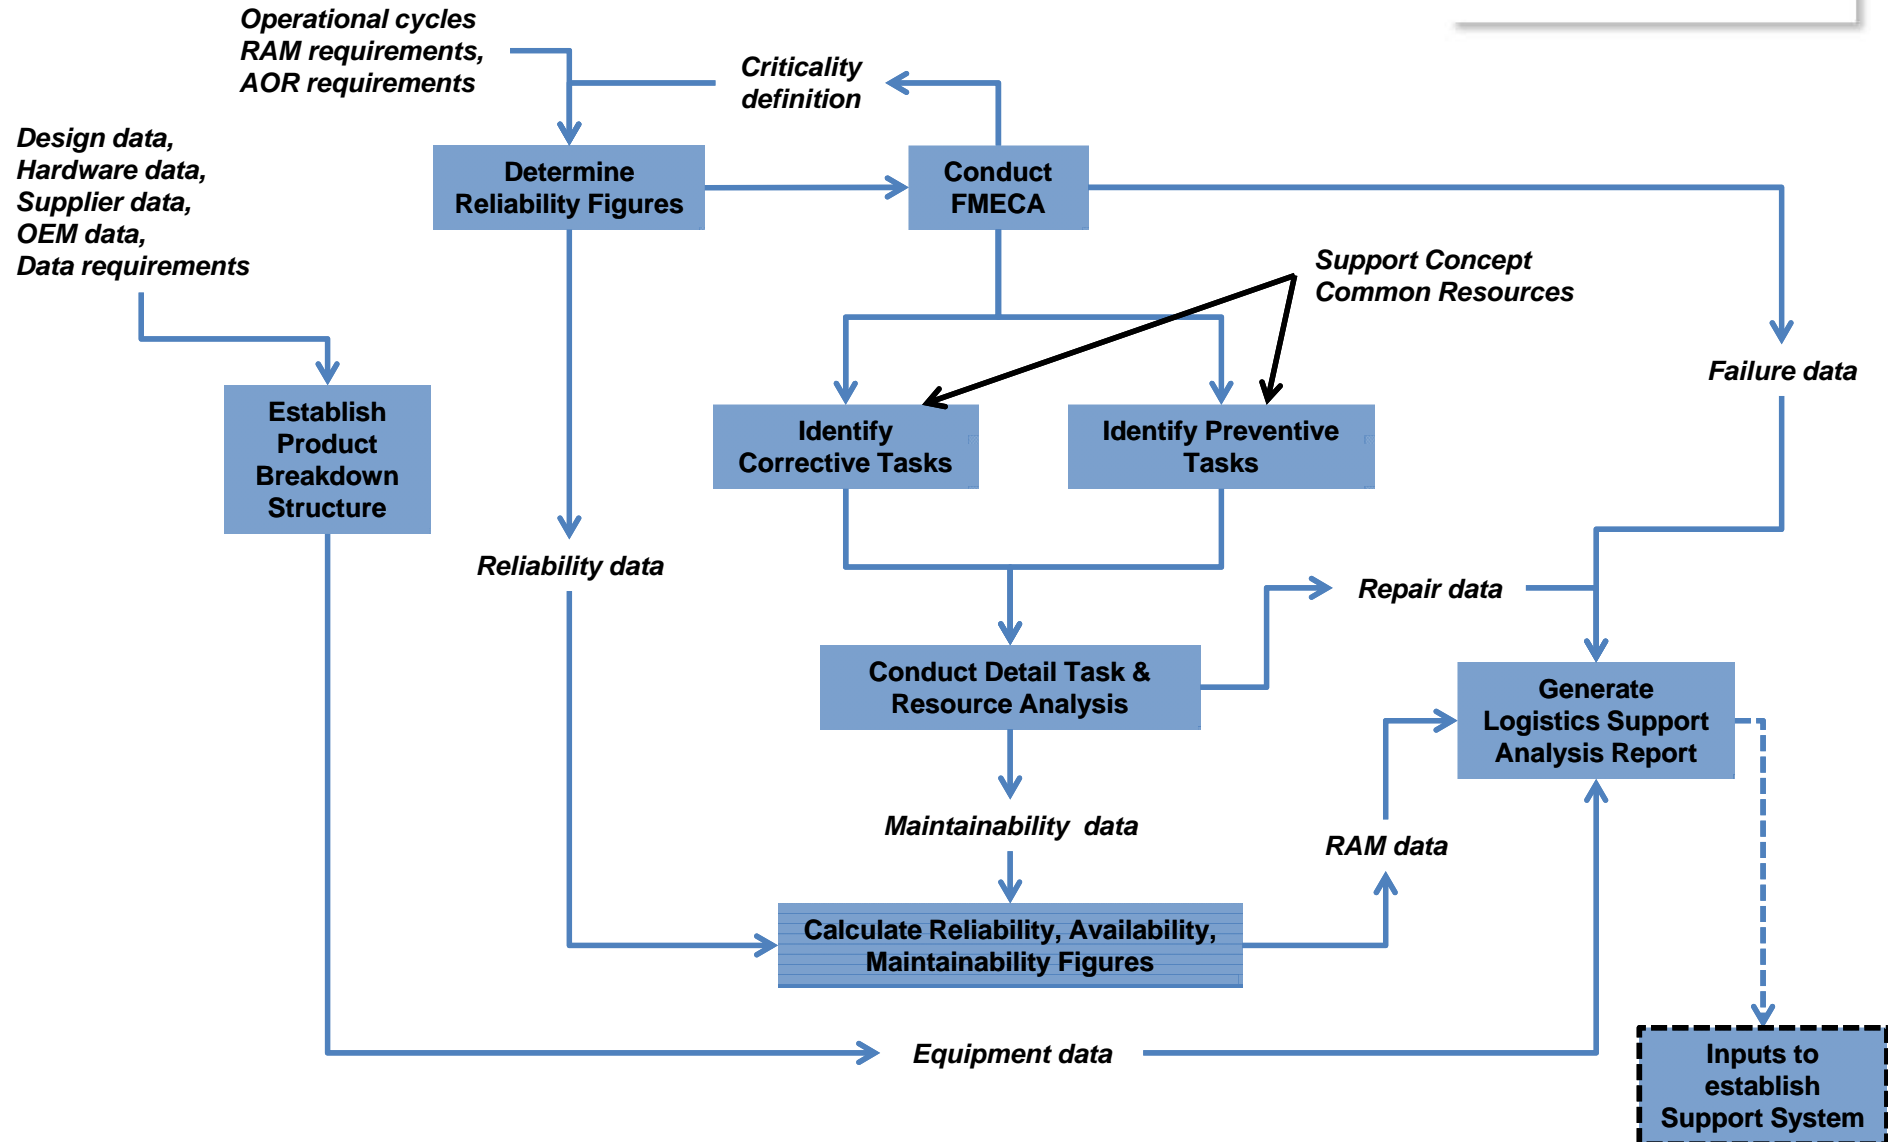 Operational cycles
RAM requirements,
AOR requirements
Criticality
definition
Design data,
Hardware data,
Supplier data,
OEM data,
Data requirements
Determine
Reliability Figures
Conduct
FMECA
Support Concept
Common Resources
Failure data
Establish
Product
Breakdown
Structure
Identify
Corrective Tasks
Identify Preventive
Tasks
Reliability data
Repair data
Conduct Detail Task &
Resource Analysis
Generate
Logistics Support
Analysis Report
Maintainability data
RAM data
Calculate Reliability, Availability,
Maintainability Figures
Equipment data
Inputs to
establish
Support System